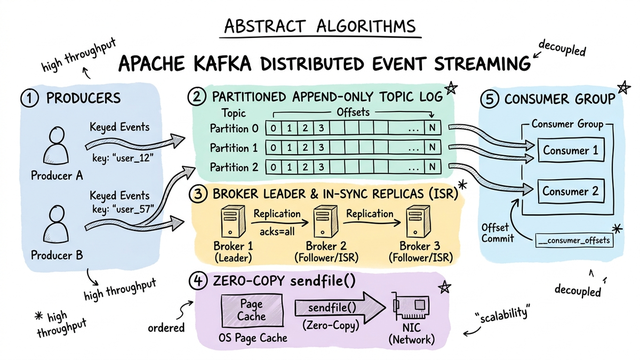 ABSTRACT ALGORITHMS
APACHE KAFKA DISTRIBUTED EVENT STREAMING
high throughput
decoupled
① PRODUCERS
Keyed Events
key: "user_12"
Producer A
Keyed Events
key: "user_57"
Producer B
high throughput
* high
throughput
② PARTITIONED APPEND-ONLY TOPIC LOG
Topic
Offsets
Partition 0 0 1 2 3 ... N
Partition 1 0 1 2 3 ... N
Partition 2 0 1 2 3 ... N
③ BROKER LEADER & IN-SYNC REPLICAS (ISR)*
Replication
acks=all
Replication
Broker 1
(Leader)
Broker 2
(Follower/ISR)
Broker 3
(Follower/ISR)
④ ZERO-COPY sendfile()
Page
Cache
OS Page Cache
sendfile()
(Zero-Copy)
NIC
(Network)
ordered
"scalability"
⑤ CONSUMER GROUP
Consumer Group
Consumer 1
Consumer 2
Offset
Commit
__consumer_offsets
*
decoupled